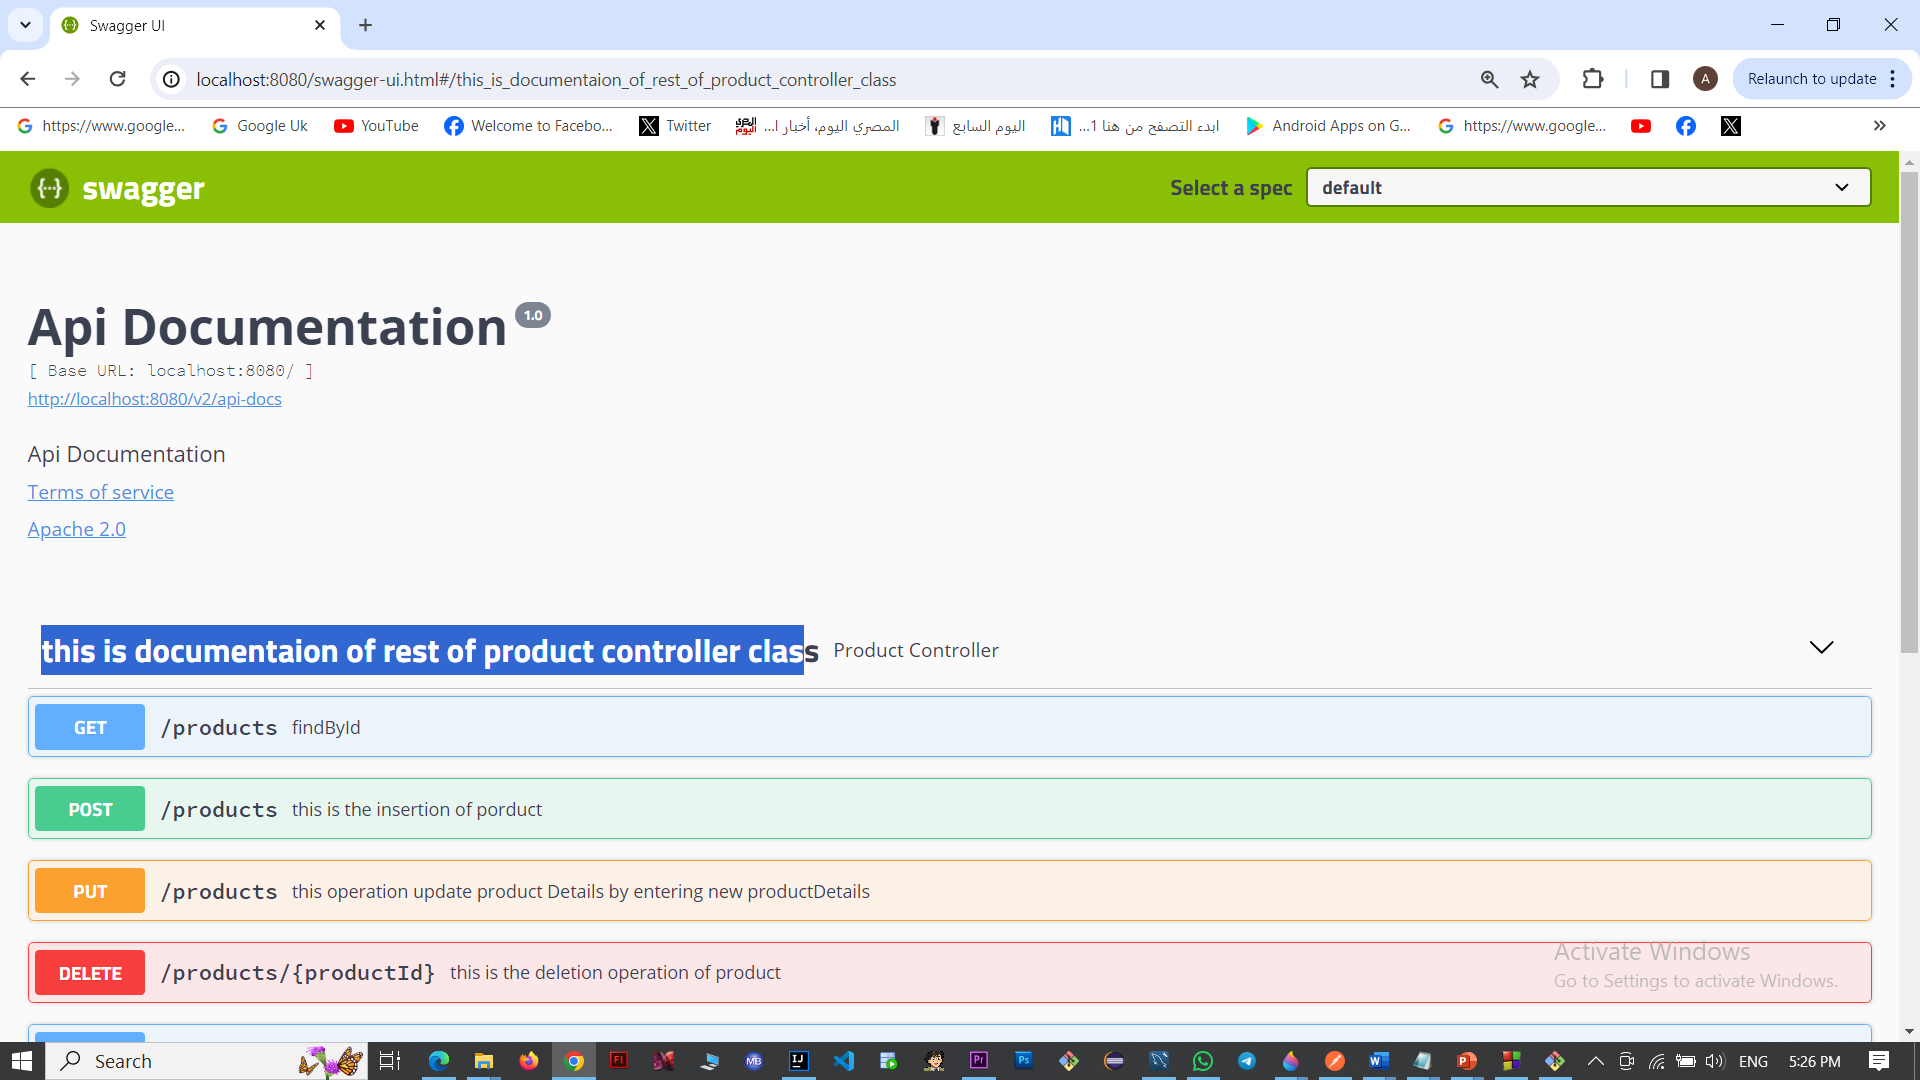 Swagger UI
localhost:8080/swagger-ui.html#/this_is_documentaion_of_rest_of_product_controller_class
A
Relaunch to update
https://www.google...
Google Uk
YouTube
Welcome to Facebo...
Twitter
المصري اليوم، أخبار ا...
اليوم السابع
ابدء التصفح من هنا 1...
Android Apps on G...
https://www.google...
swagger
Select a spec
default
Api Documentation 1.0
[ Base URL: localhost:8080/ ]
http://localhost:8080/v2/api-docs
Api Documentation
Terms of service
Apache 2.0
this is documentaion of rest of product controller class Product Controller
GET /products findById
POST /products this is the insertion of porduct
PUT /products this operation update product Details by entering new productDetails
DELETE /products/{productId} this is the deletion operation of product
Activate Windows
Go to Settings to activate Windows.
Search
ENG
5:26 PM